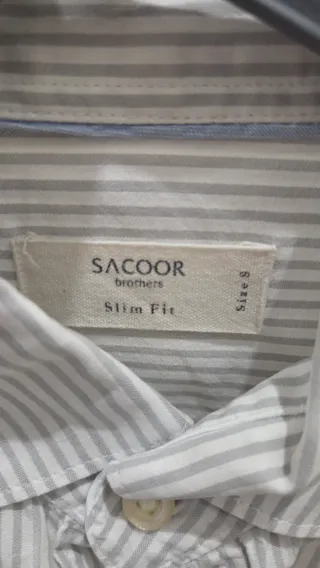 SACOOR
brothers
Slim Fit
Size S